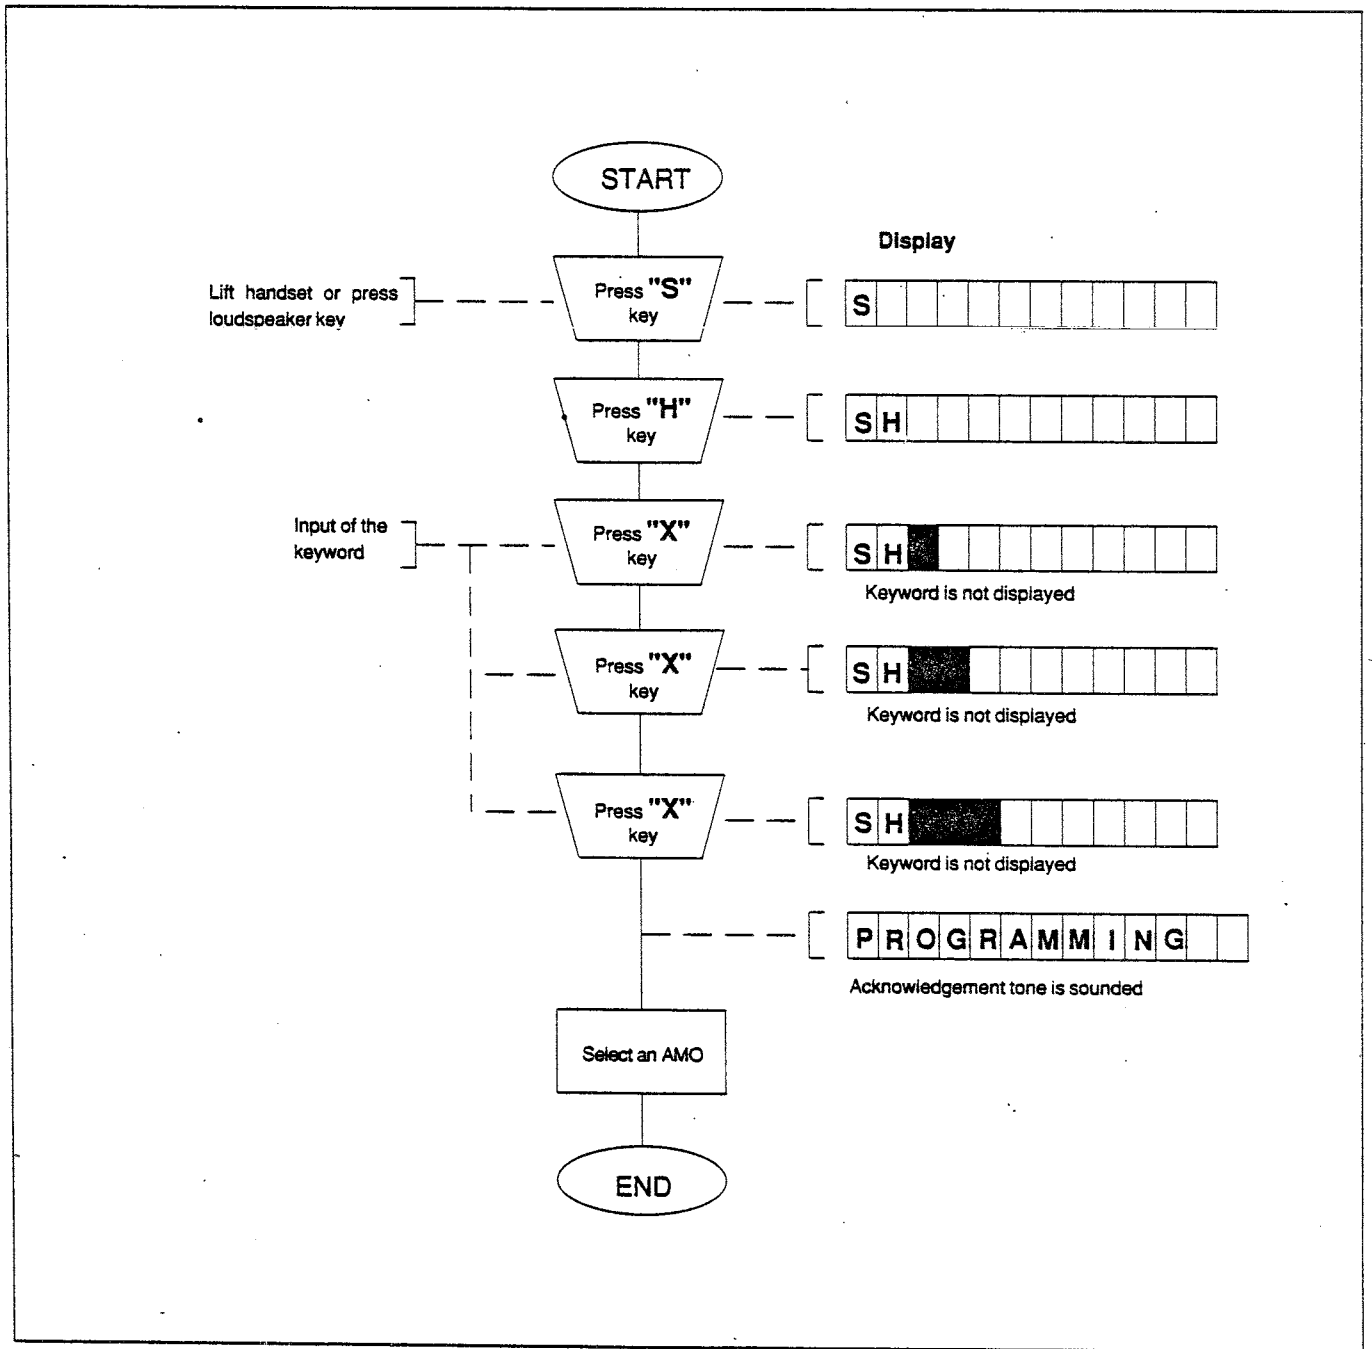 START
Display
Lift handset or press
loudspeaker key
Press "S"
key
S
Press "H"
key
S H
Input of the
keyword
Press "X"
key
S H
Keyword is not displayed
Press "X"
key
S H
Keyword is not displayed
Press "X"
key
S H
Keyword is not displayed
P R O G R A M M I N G
Acknowledgement tone is sounded
Select an AMO
END